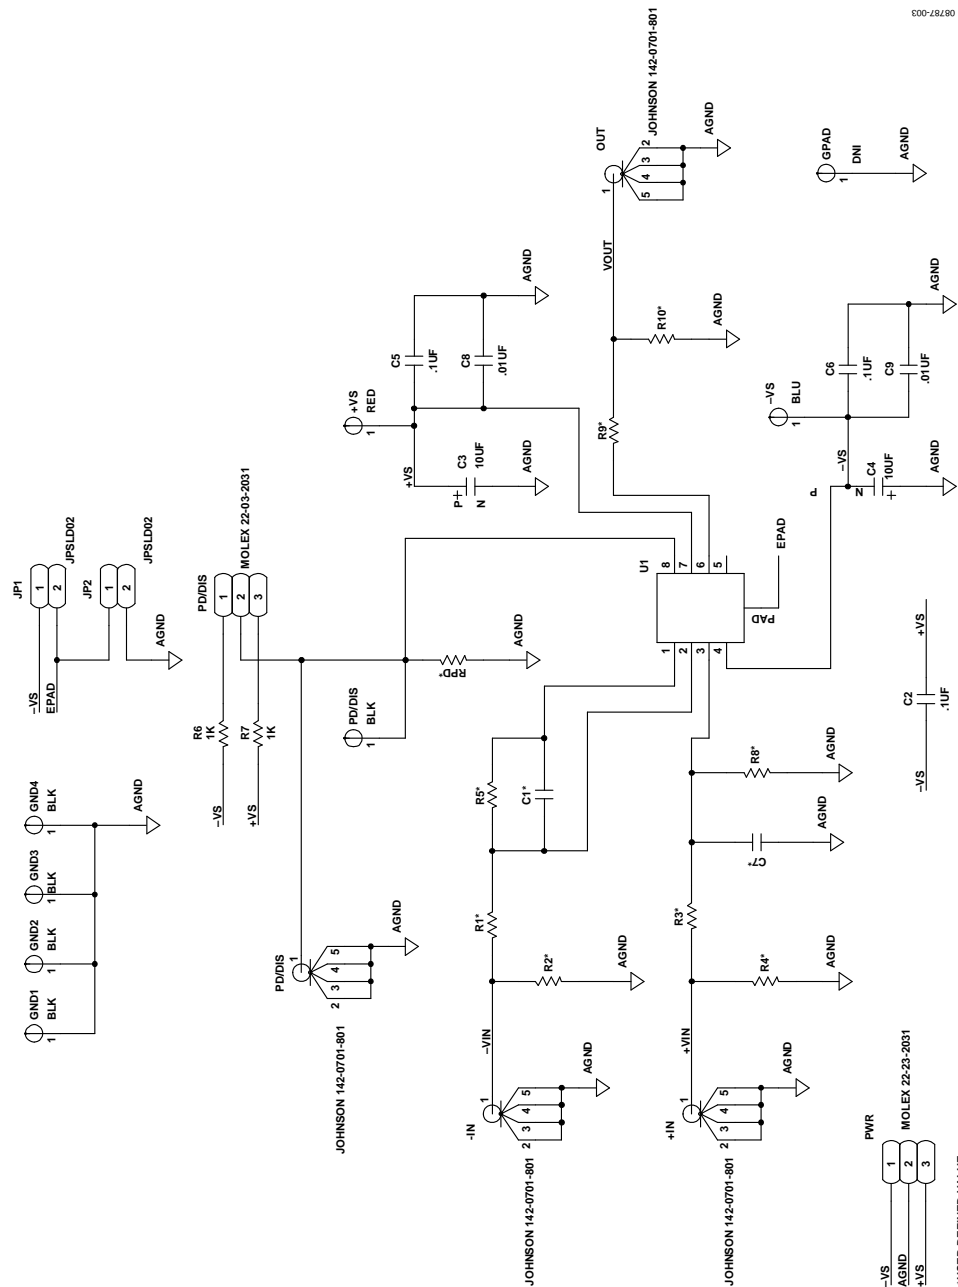 08787-003
JOHNSON 142-0701-801
OUT
1
2
3
4
5
AGND
GPAD
1
DNI
AGND
VOUT
R10*
AGND
R9*
+VS
RED
1
C5
.1UF
C8
.01UF
AGND
+VS
C3
10UF
P
+
N
AGND
−VS
BLU
1
C6
.1UF
C9
.01UF
AGND
−VS
P
N
C4
10UF
+
AGND
JP1
1
2
JPSLD02
JP2
1
2
JPSLD02
−VS
EPAD
AGND
PD/DIS
1
2
3
MOLEX 22-03-2031
R6
1K
R7
1K
−VS
+VS
RPD*
AGND
PD/DIS
BLK
1
U1
8
7
6
5
1
2
3
4
PAD
EPAD
+VS
C2
.1UF
−VS
GND4
BLK
1
GND3
BLK
1
GND2
BLK
1
GND1
BLK
1
AGND
PD/DIS
1
2
3
4
5
AGND
JOHNSON 142-0701-801
R5*
C1*
R1*
R2*
AGND
−VIN
-IN
1
2
3
4
5
AGND
JOHNSON 142-0701-801
R8*
AGND
C7*
AGND
R3*
R4*
AGND
+VIN
+IN
1
2
3
4
5
AGND
JOHNSON 142-0701-801
PWR
1
2
3
MOLEX 22-23-2031
−VS
AGND
+VS